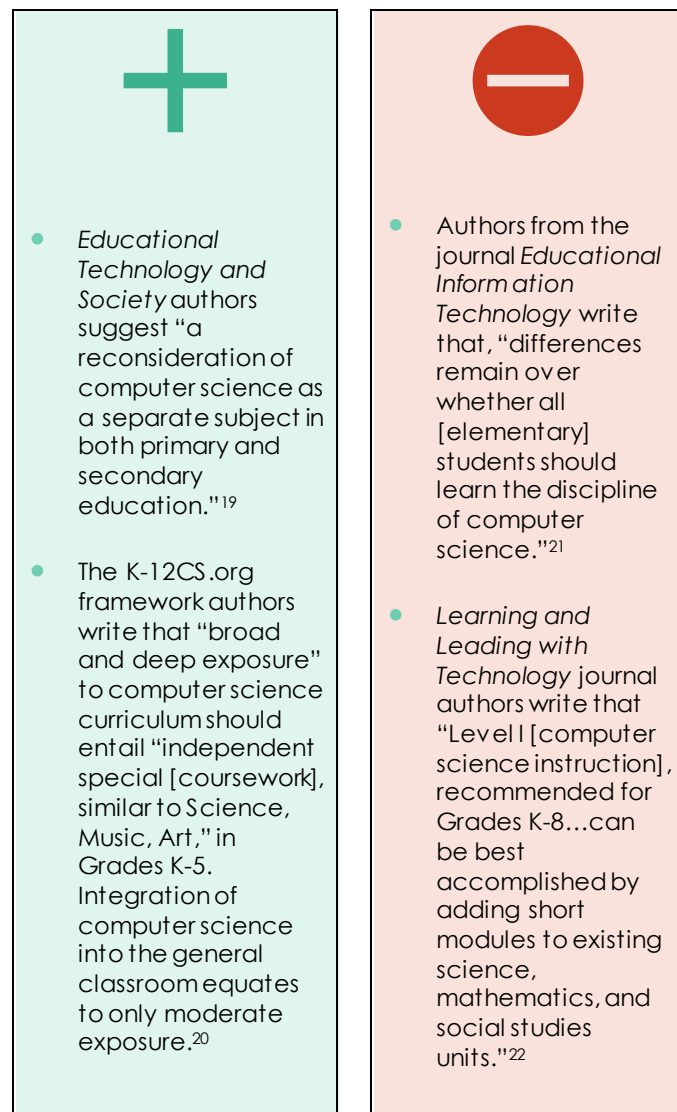 Educational
Technology and
Society authors
suggest “a
reconsideration of
computer science as
a separate subject in
both primary and
secondary
education.”19
The K-12CS.org
framework authors
write that “broad
and deep exposure”
to computer science
curriculum should
entail “independent
special [coursework],
similar to Science,
Music, Art,” in
Grades K-5.
Integration of
computer science
into the general
classroom equates
to only moderate
exposure.20
Authors from the
journal Educational
Information
Technology write
that, “differences
remain over
whether all
[elementary]
students should
learn the discipline
of computer
science.”21
Learning and
Leading with
Technology journal
authors write that
“Level I [computer
science instruction],
recommended for
Grades K-8…can
be best
accomplished by
adding short
modules to existing
science,
mathematics, and
social studies
units.”22